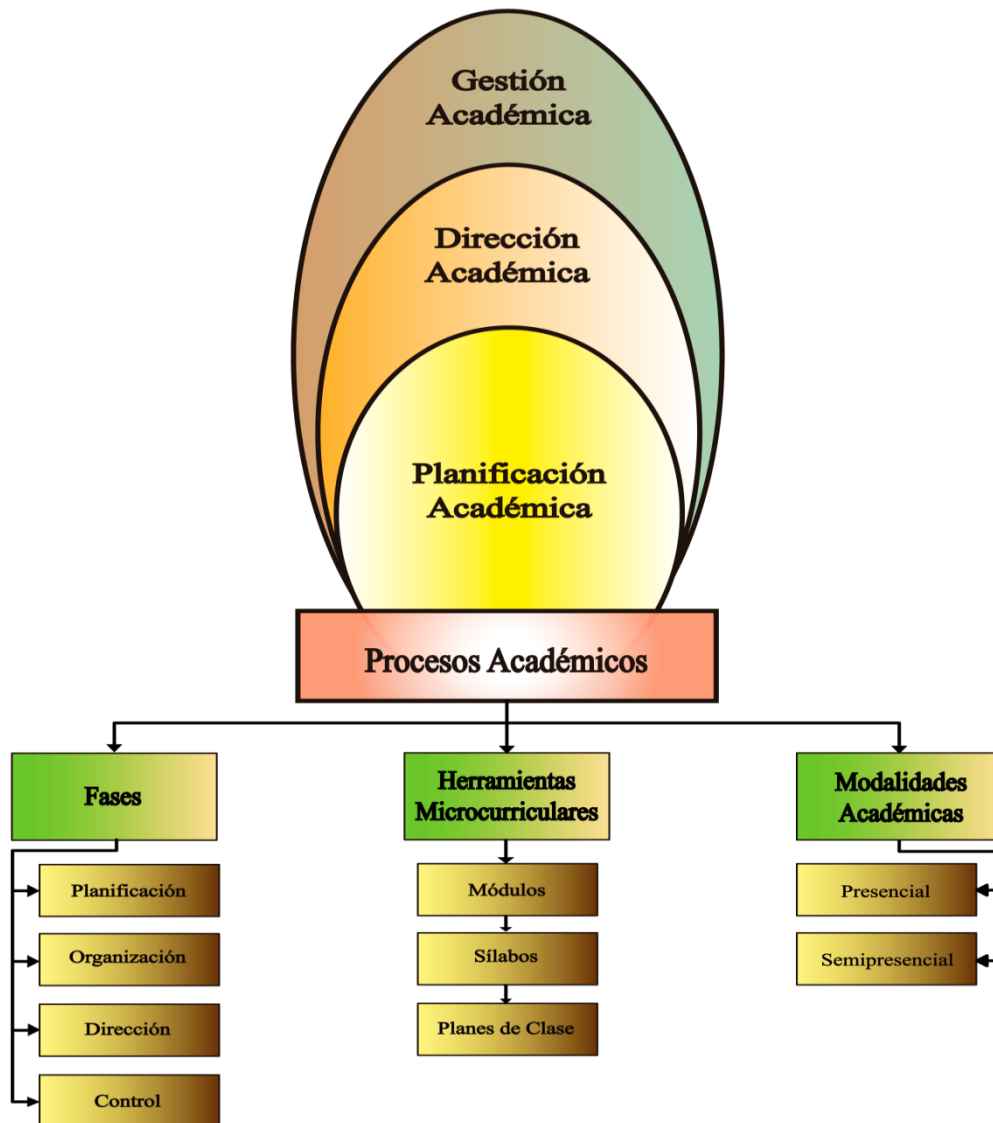 Gestión
Académica
Dirección
Académica
Planificación
Académica
Procesos Académicos
Fases
Planificación
Organización
Dirección
Control
Herramientas
Microcurriculares
Módulos
Sílabos
Planes de Clase
Modalidades
Académicas
Presencial
Semipresencial